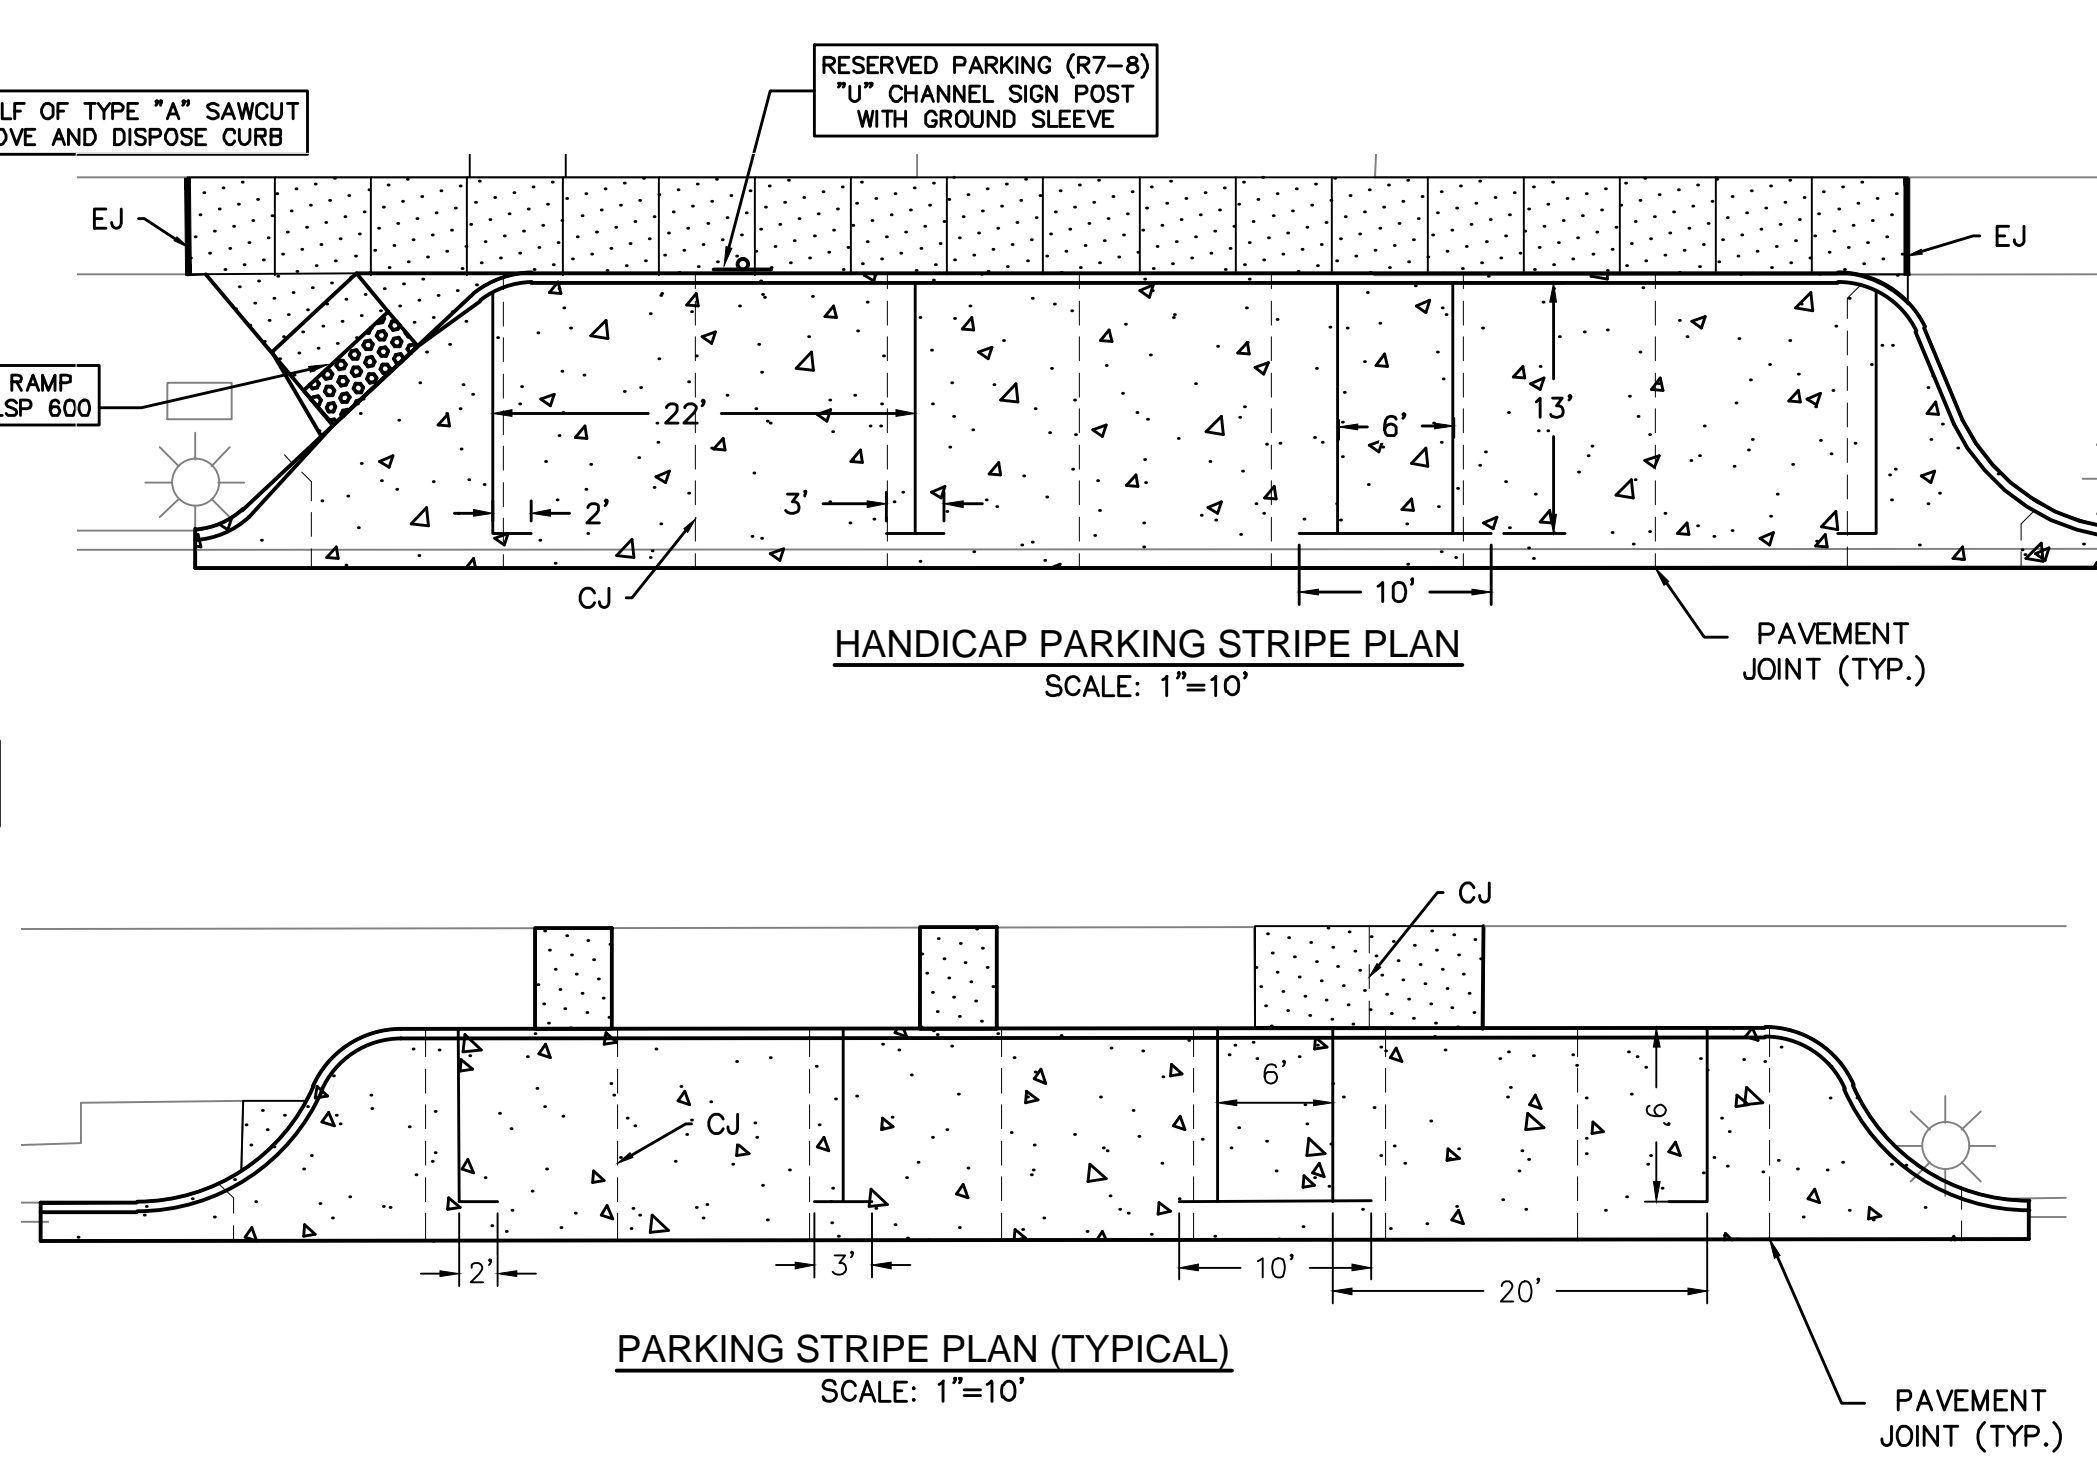 RESERVED PARKING (R7-8)
"U" CHANNEL SIGN POST
WITH GROUND SLEEVE
LF OF TYPE "A" SAWCUT
OVE AND DISPOSE CURB
EJ
EJ
RAMP
LSP 600
22'
6'
13'
2'
3'
CJ
10'
HANDICAP PARKING STRIPE PLAN
SCALE: 1"=10'
PAVEMENT
JOINT (TYP.)
CJ
6'
CJ
9'
2'
3'
10'
20'
PARKING STRIPE PLAN (TYPICAL)
SCALE: 1"=10'
PAVEMENT
JOINT (TYP.)